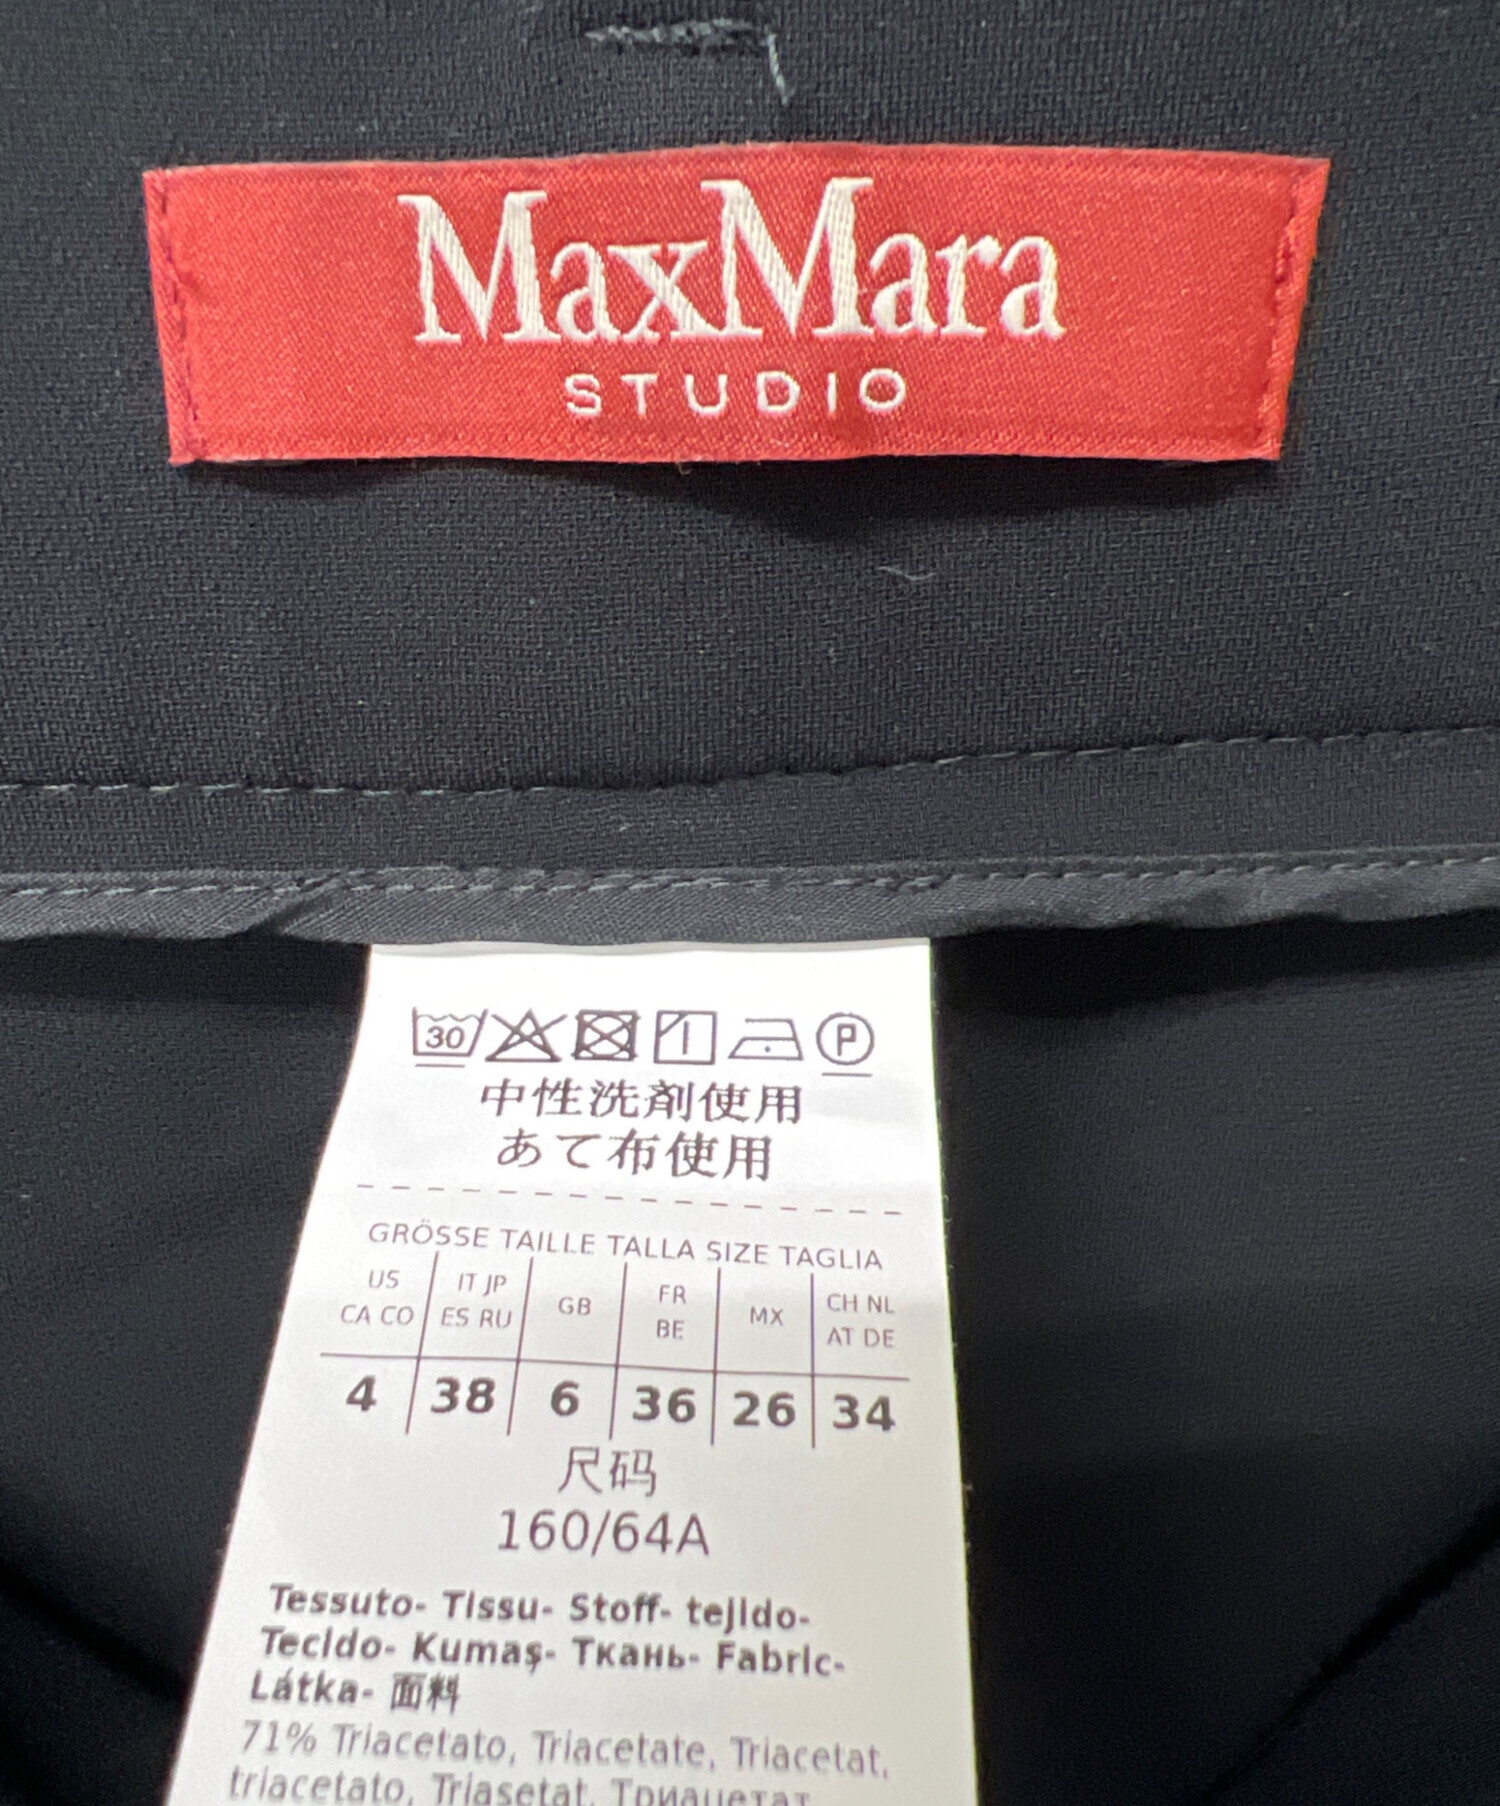 MaxMara
STUDIO
30 P
中性洗剤使用
あて布使用
GRÖSSE TAILLE TALLA SIZE TAGLIA
US CA CO IT JP ES RU GB FR BE MX CH NL AT DE
4 38 6 36 26 34
尺码
160/64A
Tessuto- Tissu- Stoff- tejido-
Tecido- Kumaş- Ткань- Fabric-
Látka- 面料
71% Triacetato, Triacetate, Triacetat,
triacetato, Triasetat, Триацетат